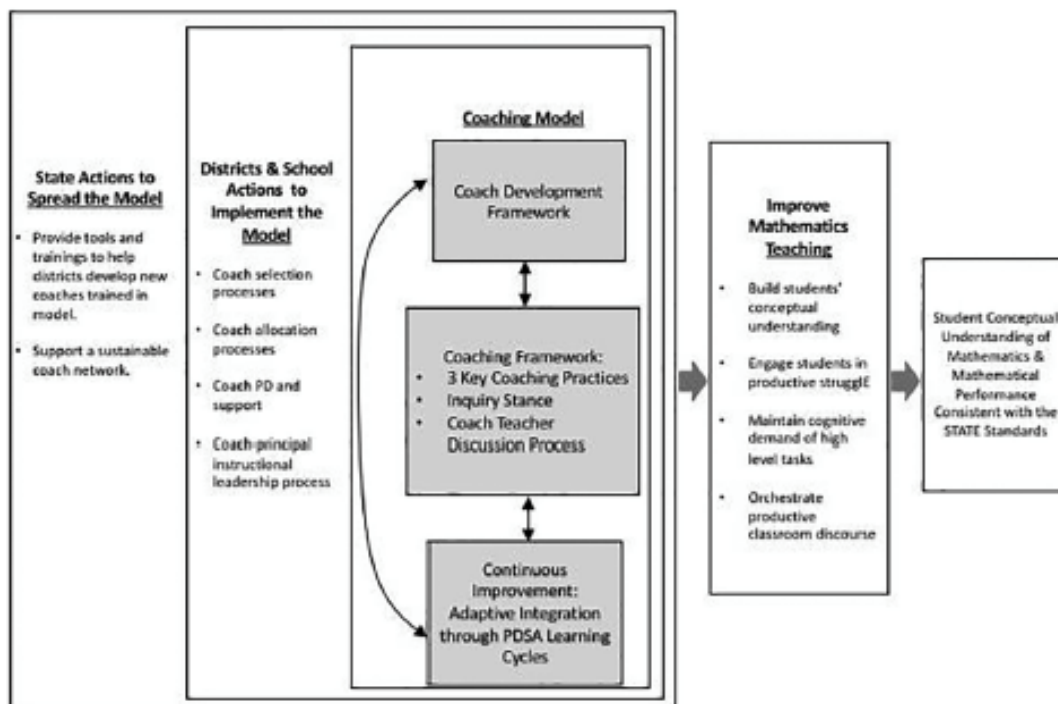 State Actions to
Spread the Model
• Provide tools and
trainings to help
districts develop new
coaches trained in
model.
• Support a sustainable
coach network.
Districts & School
Actions to
Implement the
Model
• Coach selection
processes
• Coach allocation
processes
• Coach PD and
support
• Coach-principal
instructional
leadership process
Coaching Model
Coach Development
Framework
Coaching Framework:
• 3 Key Coaching Practices
• Inquiry Stance
• Coach Teacher
Discussion Process
Continuous
Improvement:
Adaptive Integration
through PDSA Learning
Cycles
Improve
Mathematics
Teaching
• Build students'
conceptual
understanding
• Engage students in
productive strugglE
• Maintain cognitive
demand of high
level tasks
• Orchestrate
productive
classroom discourse
Student Conceptual
Understanding of
Mathematics &
Mathematical
Performance
Consistent with the
STATE Standards